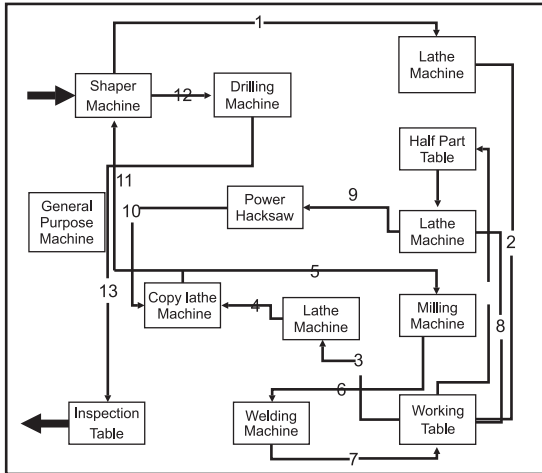 1
Lathe
Machine
Shaper
Machine
12
Drilling
Machine
Half Part
Table
11
General
Purpose
Machine
10
Power
Hacksaw
9
Lathe
Machine
2
13
5
Copy lathe
Machine
4
Lathe
Machine
Milling
Machine
8
3
6
Inspection
Table
Welding
Machine
7
Working
Table